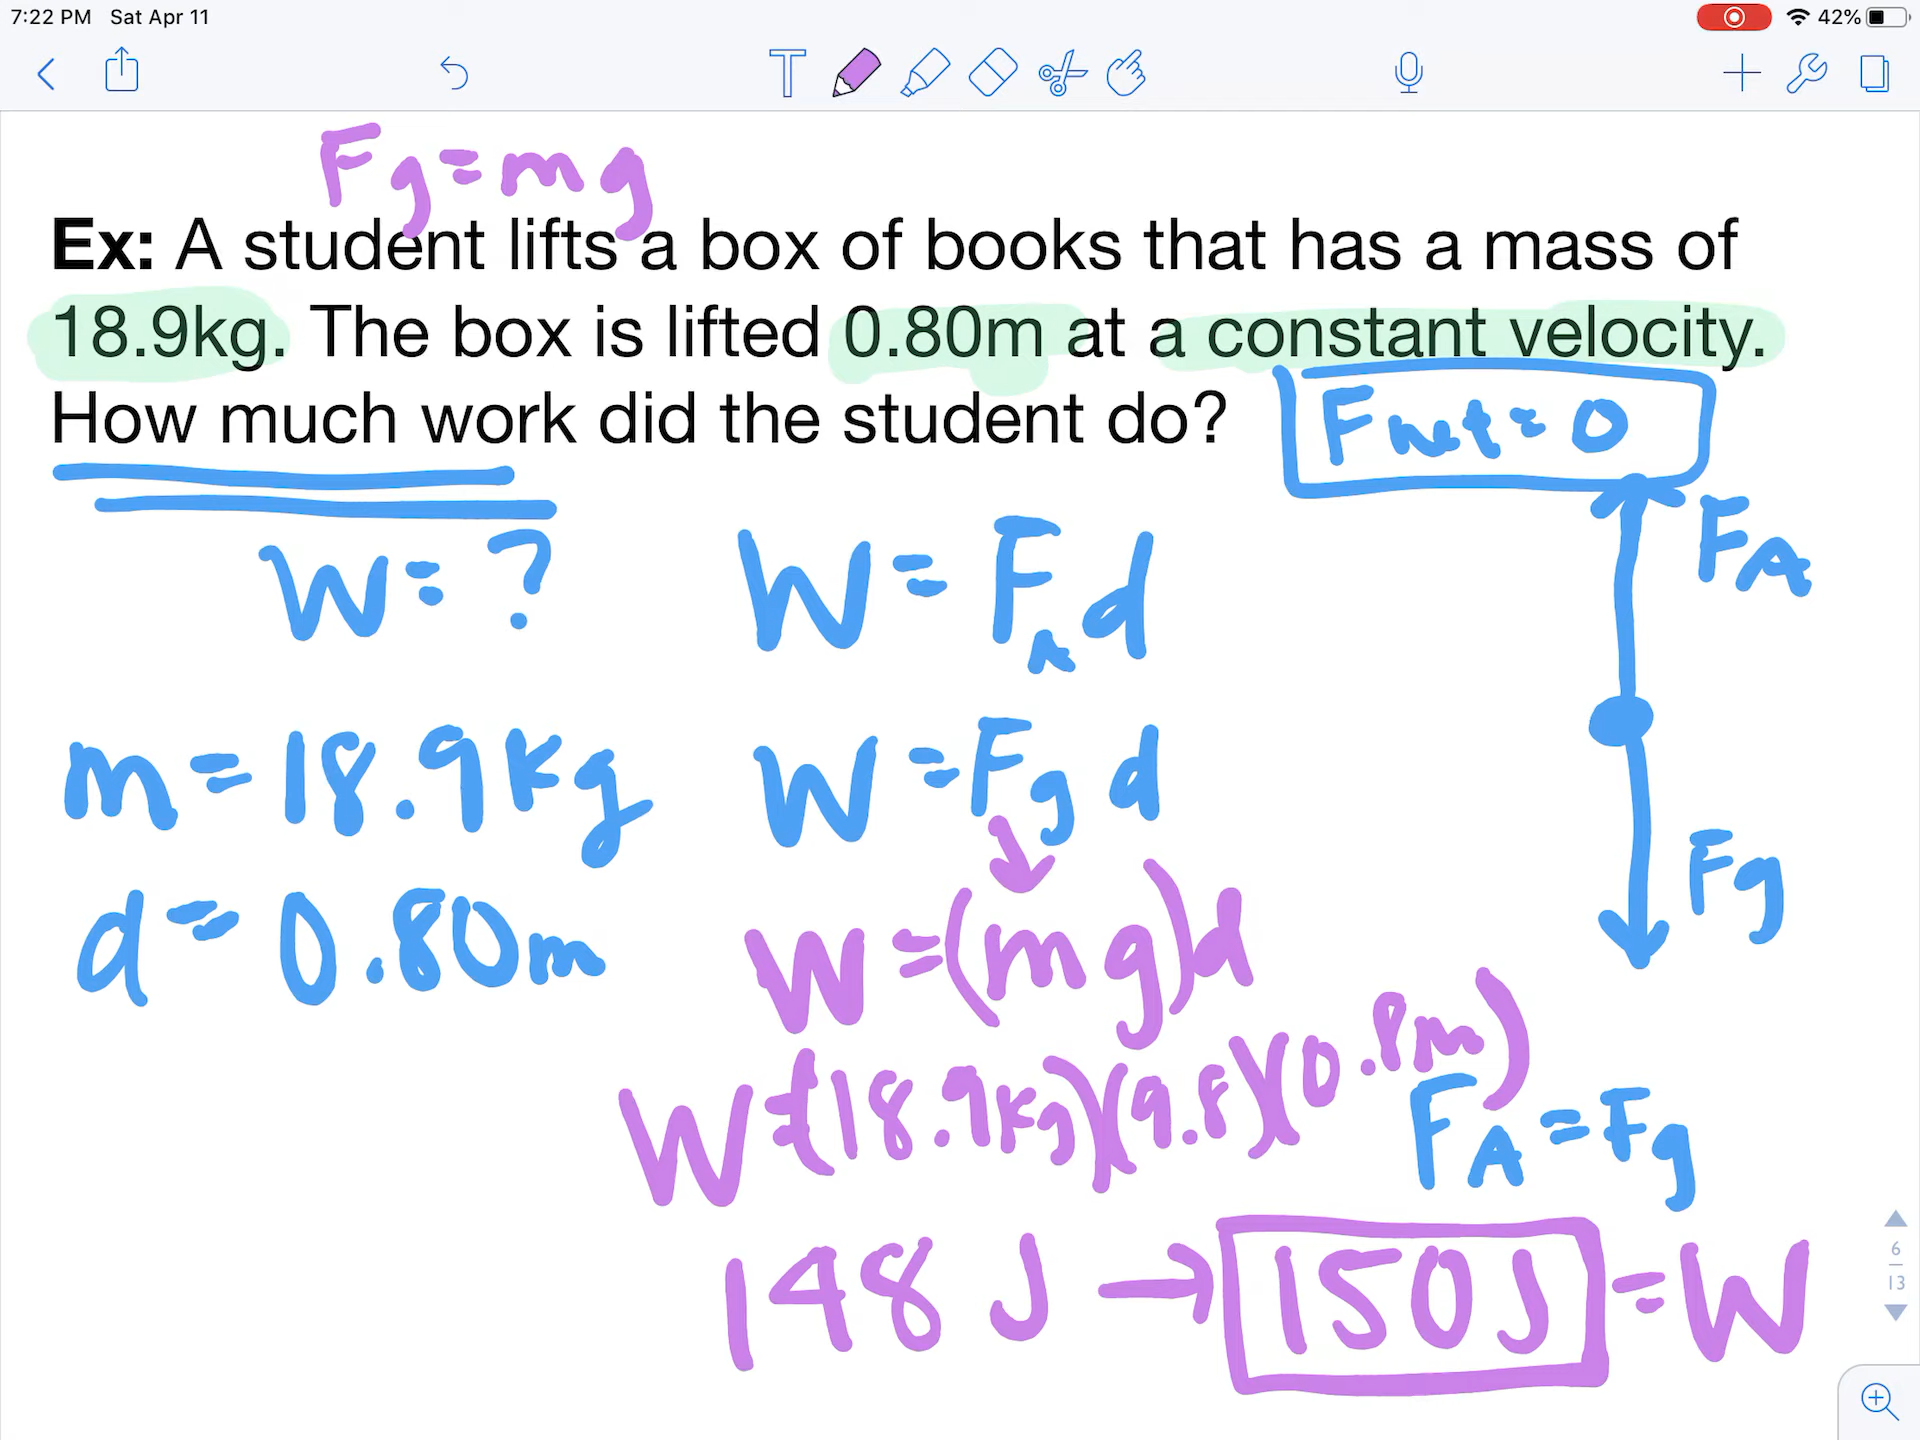 7:22 PM Sat Apr 11 42%
T
Fg=mg
Ex: A student lifts a box of books that has a mass of
18.9kg. The box is lifted 0.80m at a constant velocity.
How much work did the student do?
Fnet=0
FA
W=? W=FAd
m=18.9kg W=Fgd
Fg
d=0.80m W=(mg)d
W=(18.9kg)(9.8)(0.8m)
FA=Fg
148 J → 150J =W
6
13